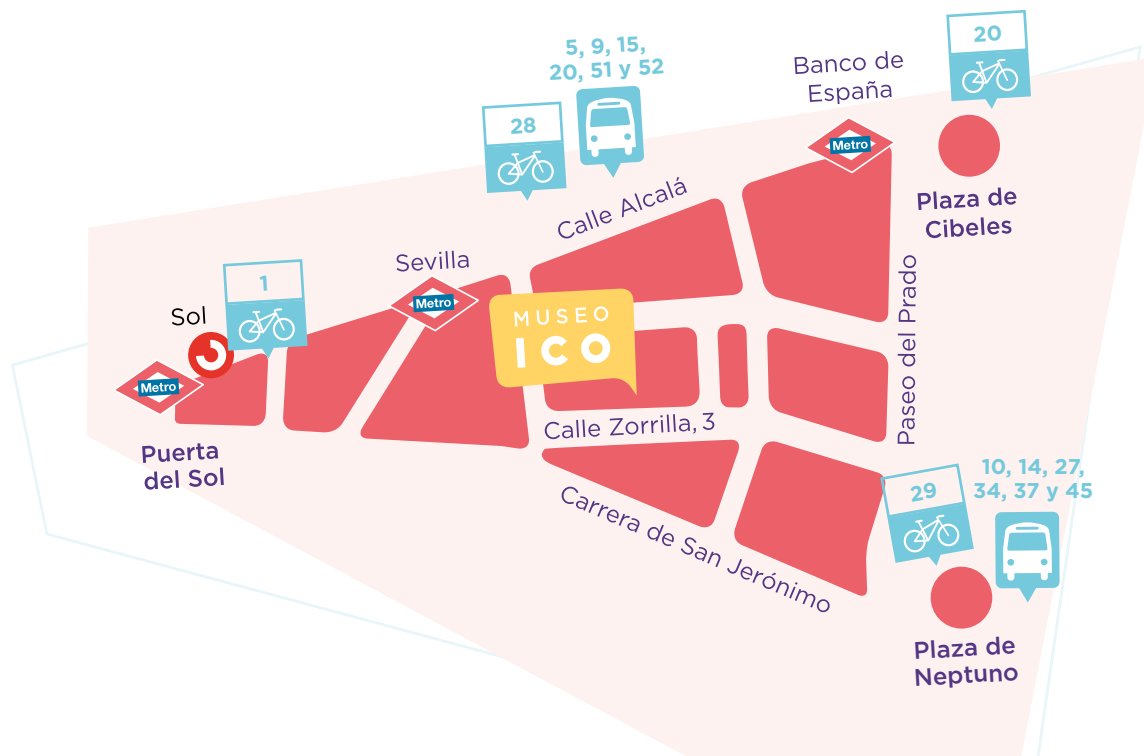 20
5, 9, 15,
20, 51 y 52
Banco de
España
28
Metro
Calle Alcalá
Plaza de
Cibeles
Sevilla
1
Metro
MUSEO
ICO
Sol
Paseo del Prado
Metro
Calle Zorrilla, 3
Puerta
del Sol
10, 14, 27,
34, 37 y 45
29
Carrera de San Jerónimo
Plaza de
Neptuno